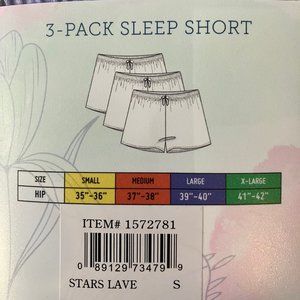 3-PACK SLEEP SHORT
SIZE SMALL MEDIUM LARGE X-LARGE
HIP 35"-36" 37"-38" 39"-40" 41"-42"
ITEM# 1572781
0 89129 73479 9
STARS LAVE S